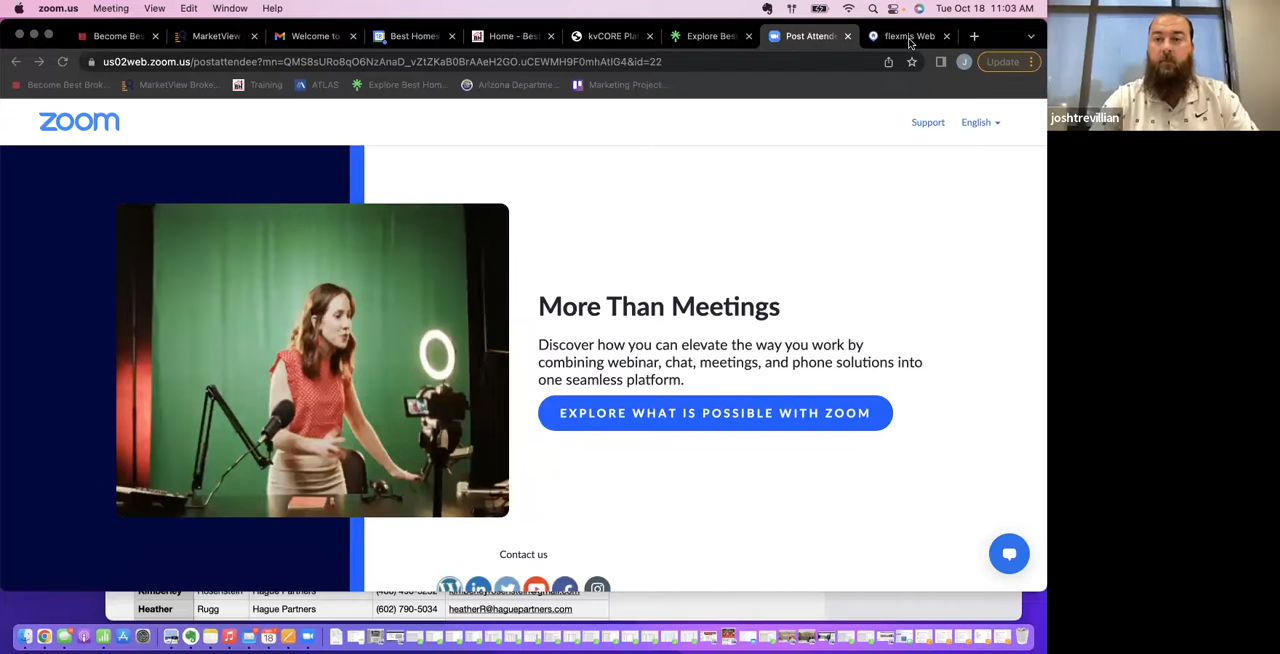 zoom.us Meeting View Edit Window Help Tue Oct 18 11:03 AM
Become Bes MarketView Welcome to Best Homes Home - Best kvCORE Pla Explore Bes Post Attende flexmls Web
us02web.zoom.us/postattendee?mn=QMS8sURo8qO6NzAnaD_vZtZKaB0BrAAeH2GO.uCEWMH9F0mhAtIG4&id=22 J Update
Become Best Brok... MarketView Broke... Training ATLAS Explore Best Hom... Arizona Departme... Marketing Project...
joshtrevillian
zoom Support English
More Than Meetings
Discover how you can elevate the way you work by
combining webinar, chat, meetings, and phone solutions into
one seamless platform.
EXPLORE WHAT IS POSSIBLE WITH ZOOM
Contact us
Heather Rugg Hague Partners (602) 790-5034 heatherR@haguepartners.com